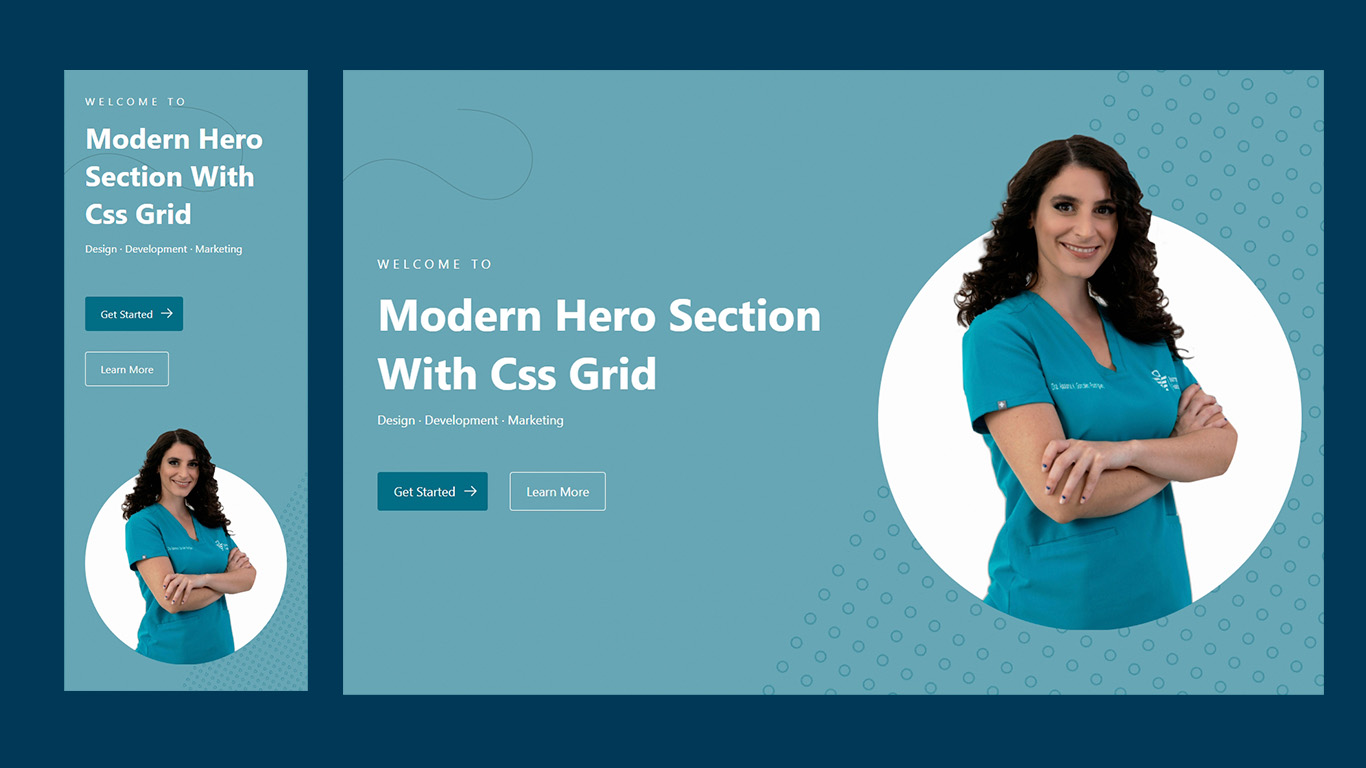 WELCOME TO
Modern Hero
Section With
Css Grid
Design · Development · Marketing
Get Started
Learn More
WELCOME TO
Modern Hero Section
With Css Grid
Design · Development · Marketing
Get Started
Learn More